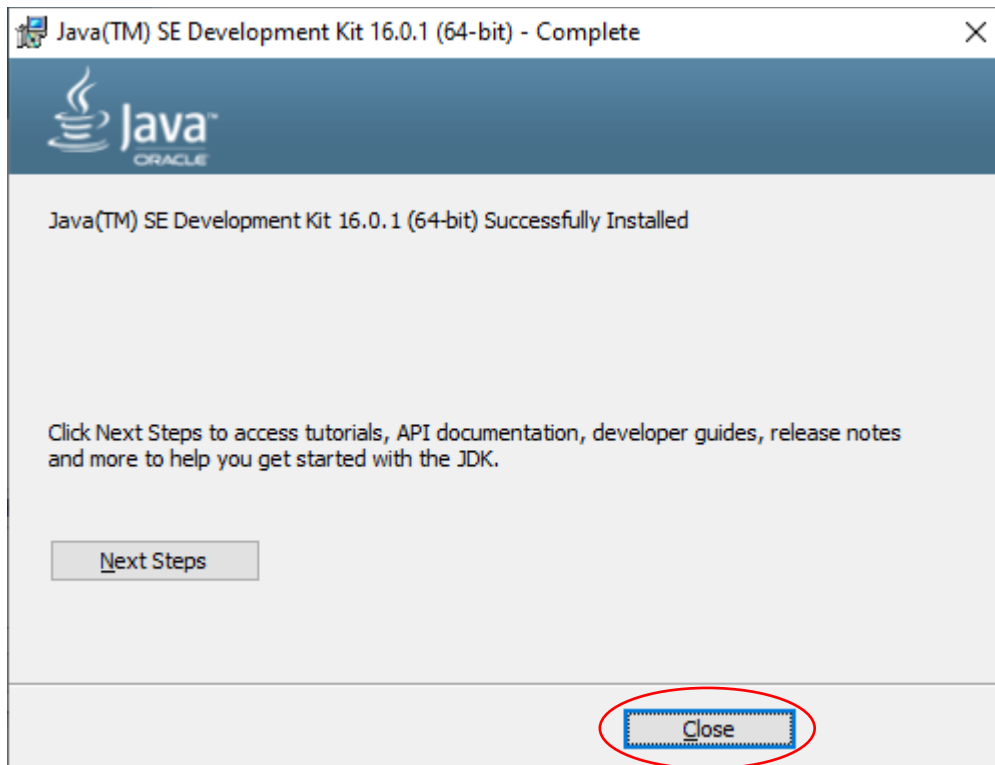 Java(TM) SE Development Kit 16.0.1 (64-bit) - Complete
Java™
ORACLE
Java(TM) SE Development Kit 16.0.1 (64-bit) Successfully Installed
Click Next Steps to access tutorials, API documentation, developer guides, release notes
and more to help you get started with the JDK.
Next Steps
Close